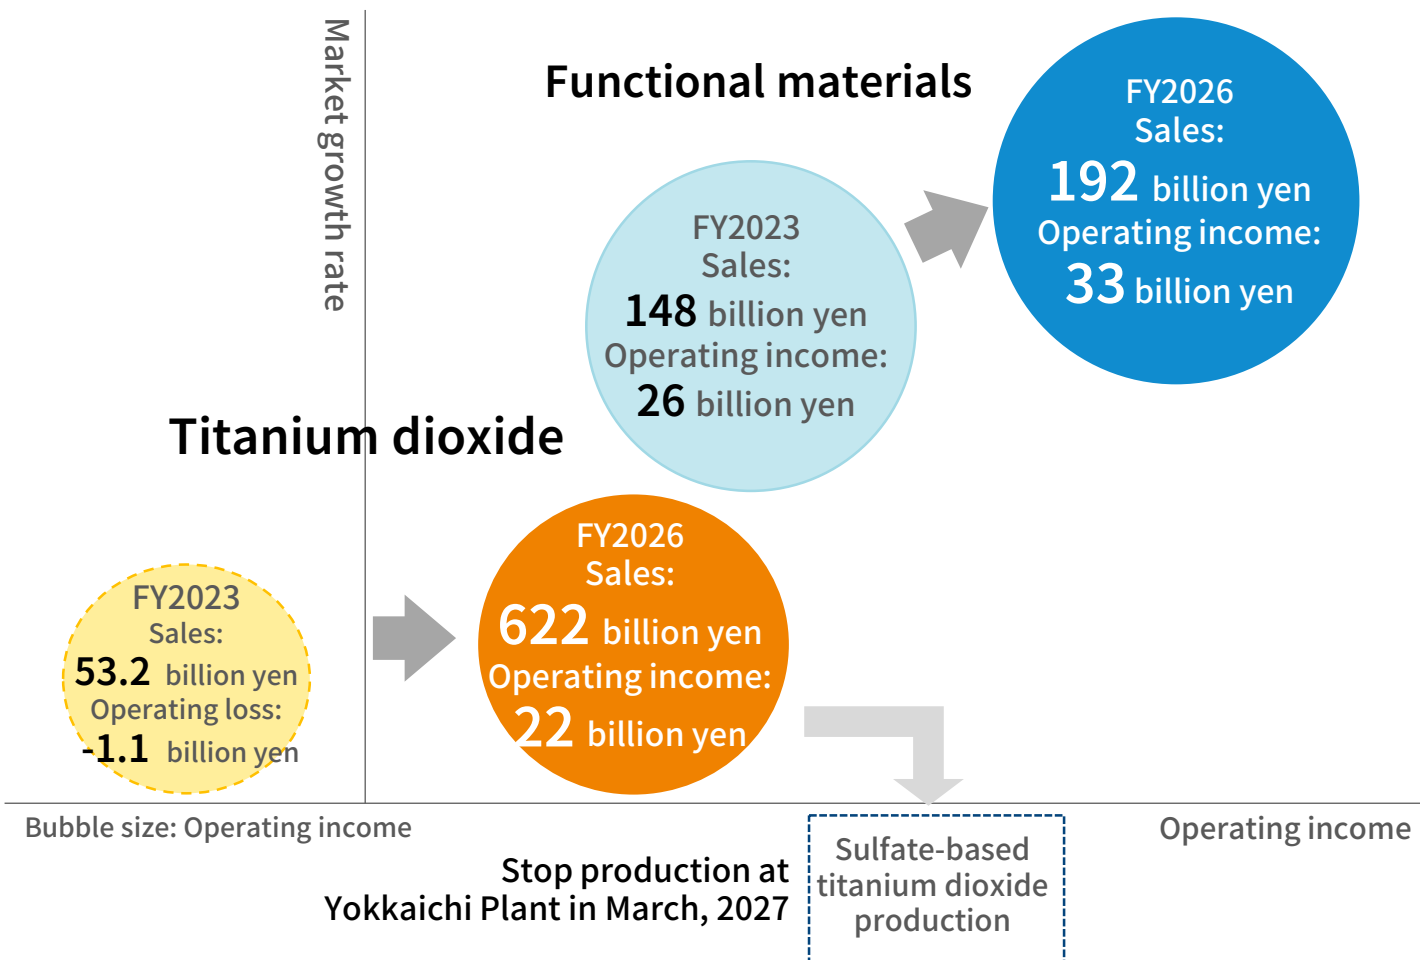 Market growth rate
Functional materials
FY2026
Sales:
192 billion yen
Operating income:
33 billion yen
FY2023
Sales:
148 billion yen
Operating income:
26 billion yen
Titanium dioxide
FY2026
Sales:
622 billion yen
Operating income:
22 billion yen
FY2023
Sales:
53.2 billion yen
Operating loss:
-1.1 billion yen
Bubble size: Operating income
Operating income
Stop production at
Yokkaichi Plant in March, 2027
Sulfate-based
titanium dioxide
production